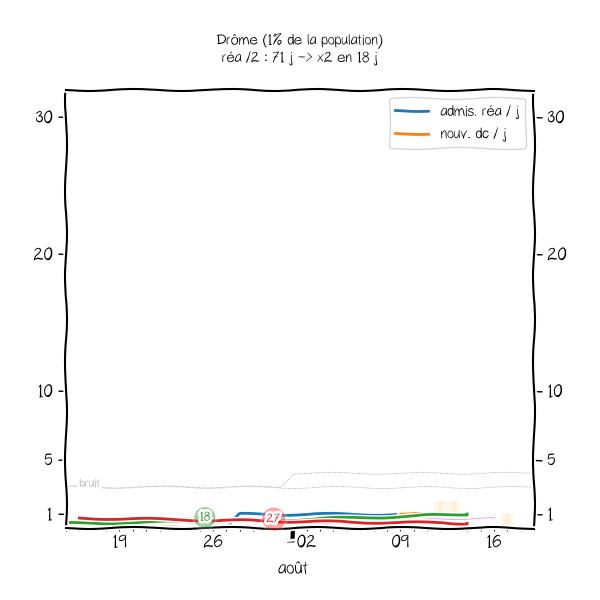 Drôme (1% de la population)
réa /2 : 71 j -> x2 en 18 j
admis. réa / j
nouv. dc / j
30
30
20
20
10
10
5
5
bruit
1
1
18
27
19
26
02
09
16
août